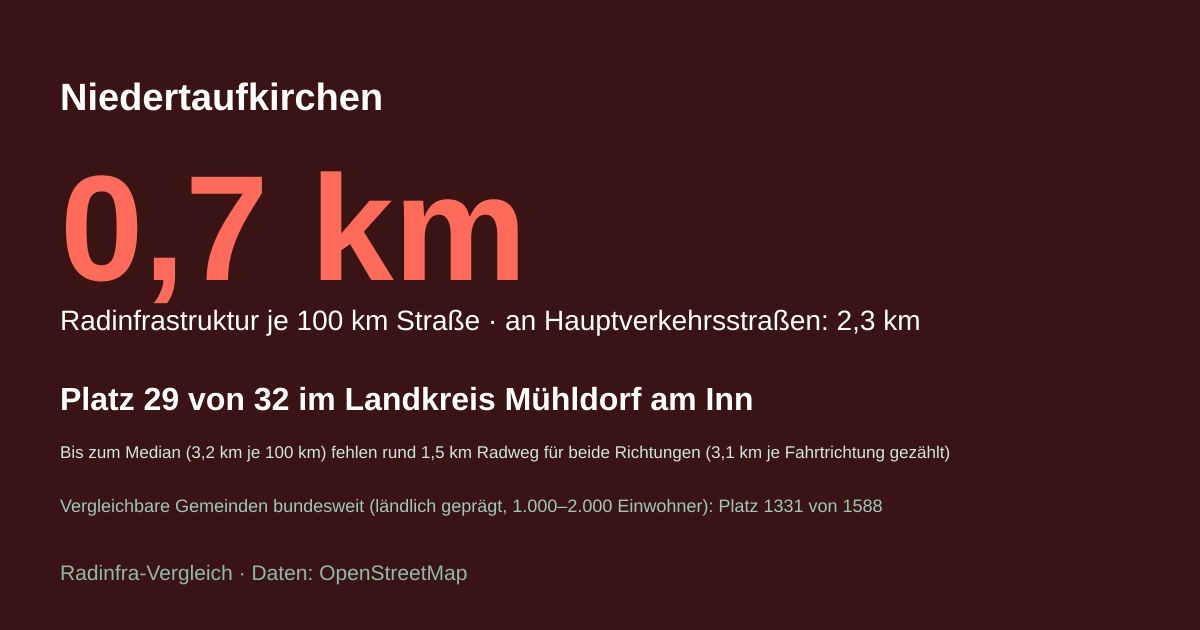 Niedertaufkirchen
0,7 km
Radinfrastruktur je 100 km Straße · an Hauptverkehrsstraßen: 2,3 km
Platz 29 von 32 im Landkreis Mühldorf am Inn
Bis zum Median (3,2 km je 100 km) fehlen rund 1,5 km Radweg für beide Richtungen (3,1 km je Fahrtrichtung gezählt)
Vergleichbare Gemeinden bundesweit (ländlich geprägt, 1.000–2.000 Einwohner): Platz 1331 von 1588
Radinfra-Vergleich · Daten: OpenStreetMap